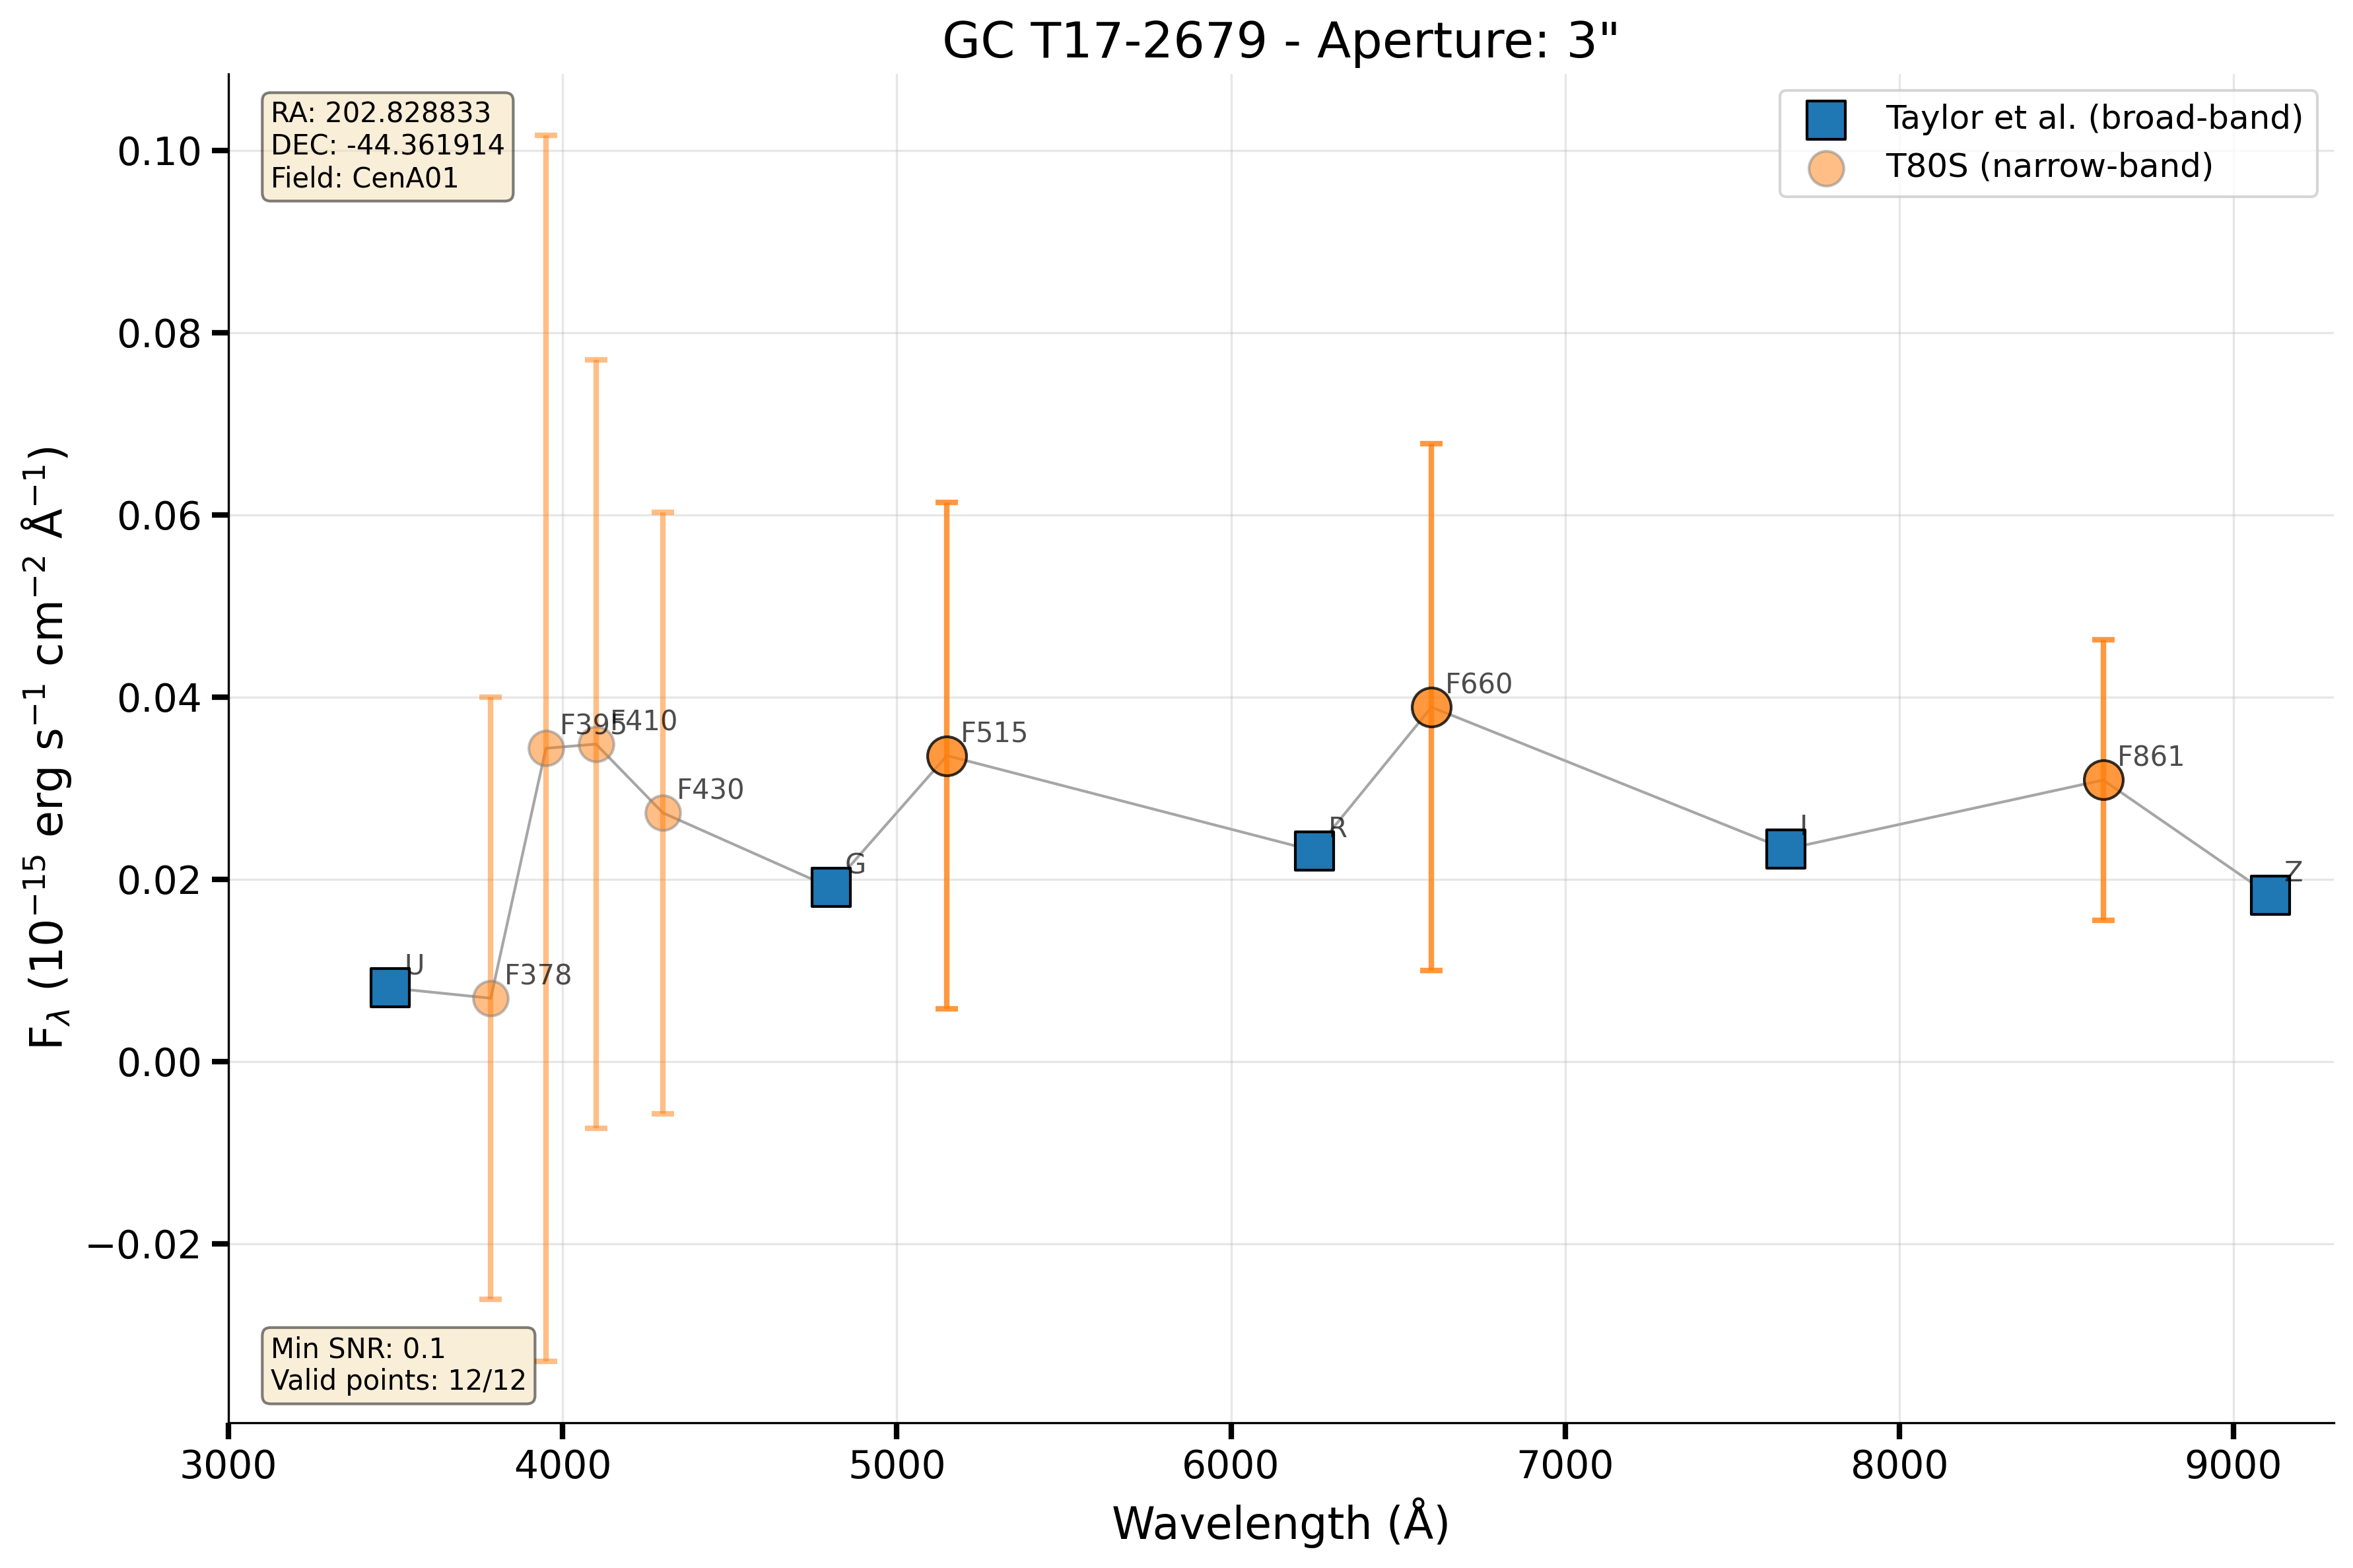 GC T17-2679 - Aperture: 3"
RA: 202.828833
DEC: -44.361914
Field: CenA01
Taylor et al. (broad-band)
T80S (narrow-band)
0.10
0.08
0.06
0.04
0.02
0.00
−0.02
F$_λ$ (10$^{−15}$ erg s$^{−1}$ cm$^{−2}$ Å$^{−1}$)
U
F378
F395
F410
F430
G
F515
R
F660
I
F861
Z
Min SNR: 0.1
Valid points: 12/12
3000
4000
5000
6000
7000
8000
9000
Wavelength (Å)